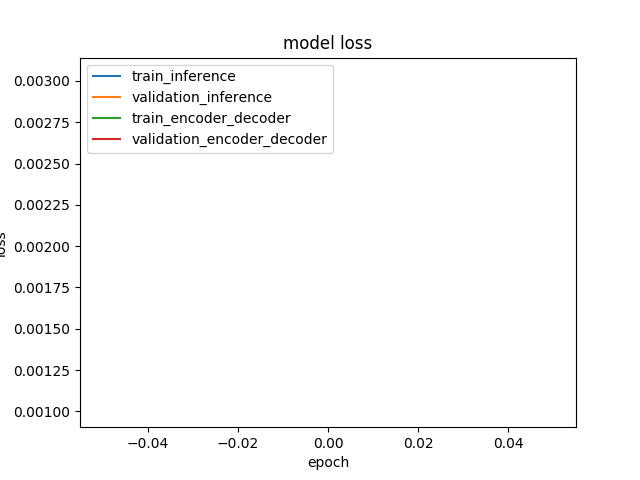 model loss
0.00300
0.00275
0.00250
0.00225
0.00200
0.00175
0.00150
0.00125
0.00100
loss
train_inference
validation_inference
train_encoder_decoder
validation_encoder_decoder
−0.04 −0.02 0.00 0.02 0.04
epoch